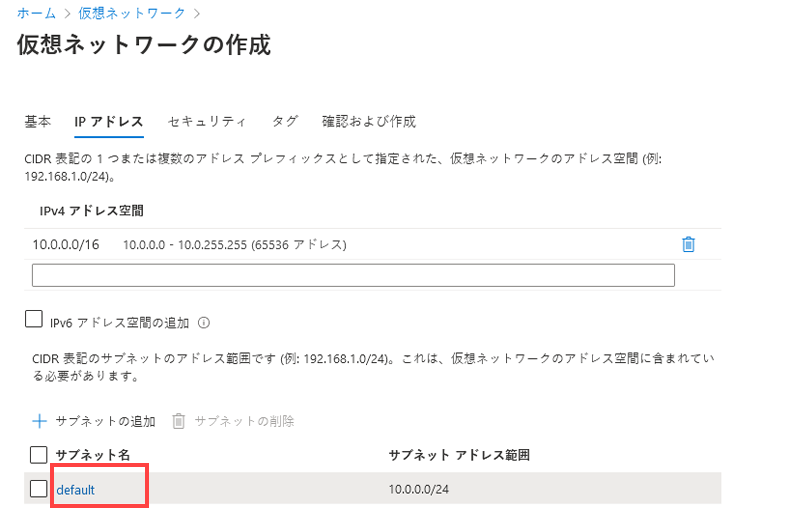 ホーム > 仮想ネットワーク >
仮想ネットワークの作成
基本 IP アドレス セキュリティ タグ 確認および作成
CIDR 表記の 1 つまたは複数のアドレス プレフィックスとして指定された、仮想ネットワークのアドレス空間 (例:
192.168.1.0/24)。
IPv4 アドレス空間
10.0.0.0/16 10.0.0.0 - 10.0.255.255 (65536 アドレス)
IPv6 アドレス空間の追加
CIDR 表記のサブネットのアドレス範囲です (例: 192.168.1.0/24)。これは、仮想ネットワークのアドレス空間に含まれてい
る必要があります。
+ サブネットの追加 サブネットの削除
サブネット名 サブネット アドレス範囲
default 10.0.0.0/24